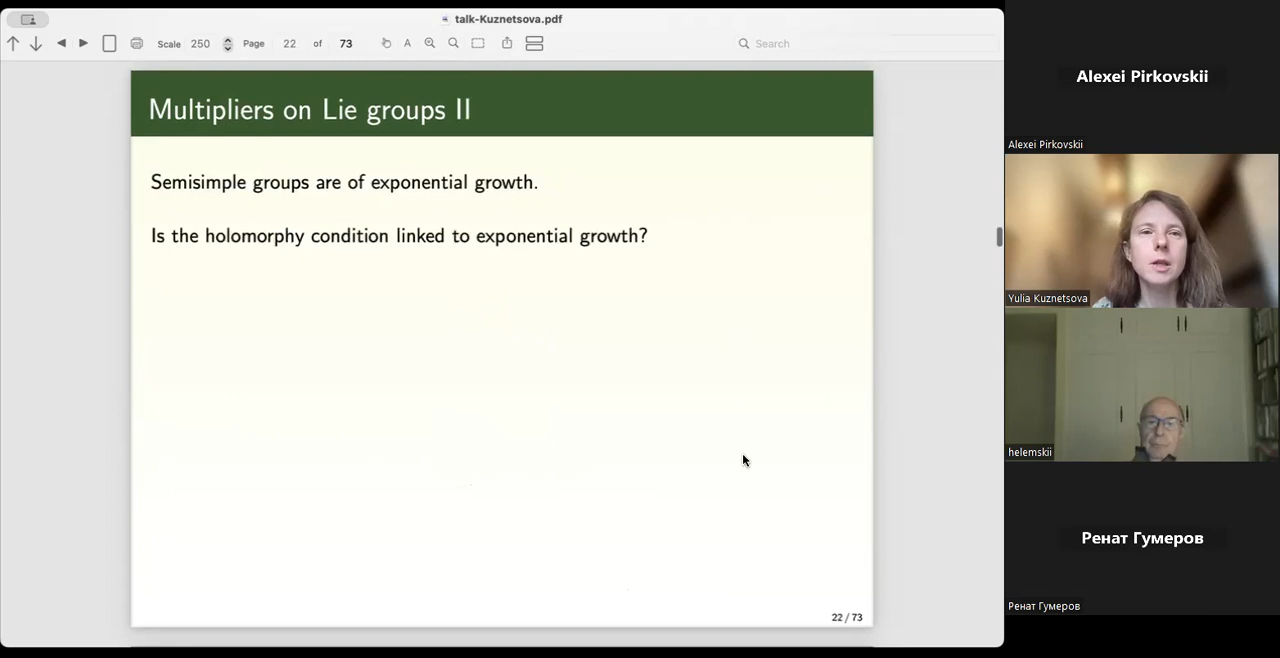 talk-Kuznetsova.pdf
Scale 250 Page 22 of 73 A Search
Multipliers on Lie groups II
Semisimple groups are of exponential growth.
Is the holomorphy condition linked to exponential growth?
22 / 73
Alexei Pirkovskii
Alexei Pirkovskii
Yulia Kuznetsova
helemskii
Ренат Гумеров
Ренат Гумеров